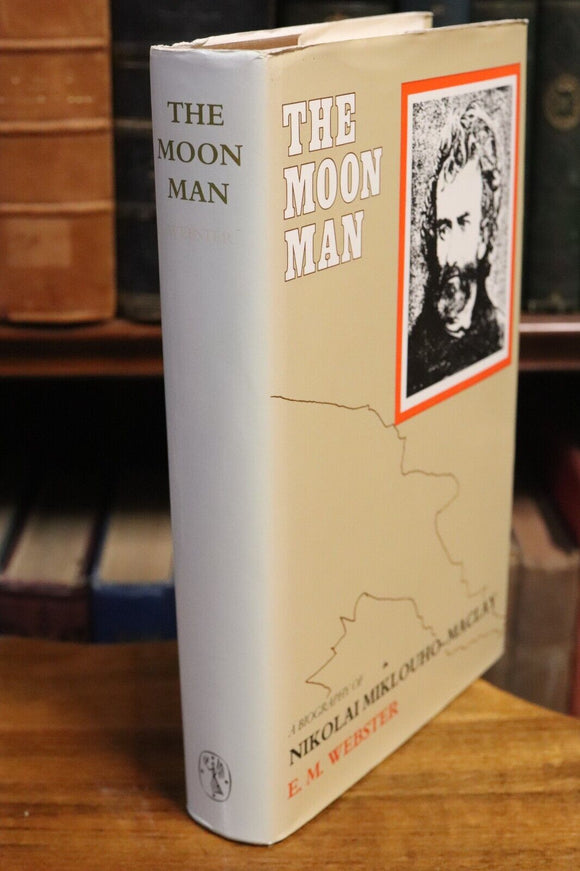 THE
MOON
MAN
WEBSTER
THE
MOON
MAN
A BIOGRAPHY OF
NIKOLAI MIKLOUHO-MACLAY
E. M. WEBSTER